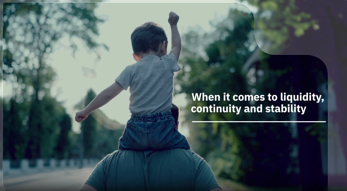 When it comes to liquidity,
continuity and stability